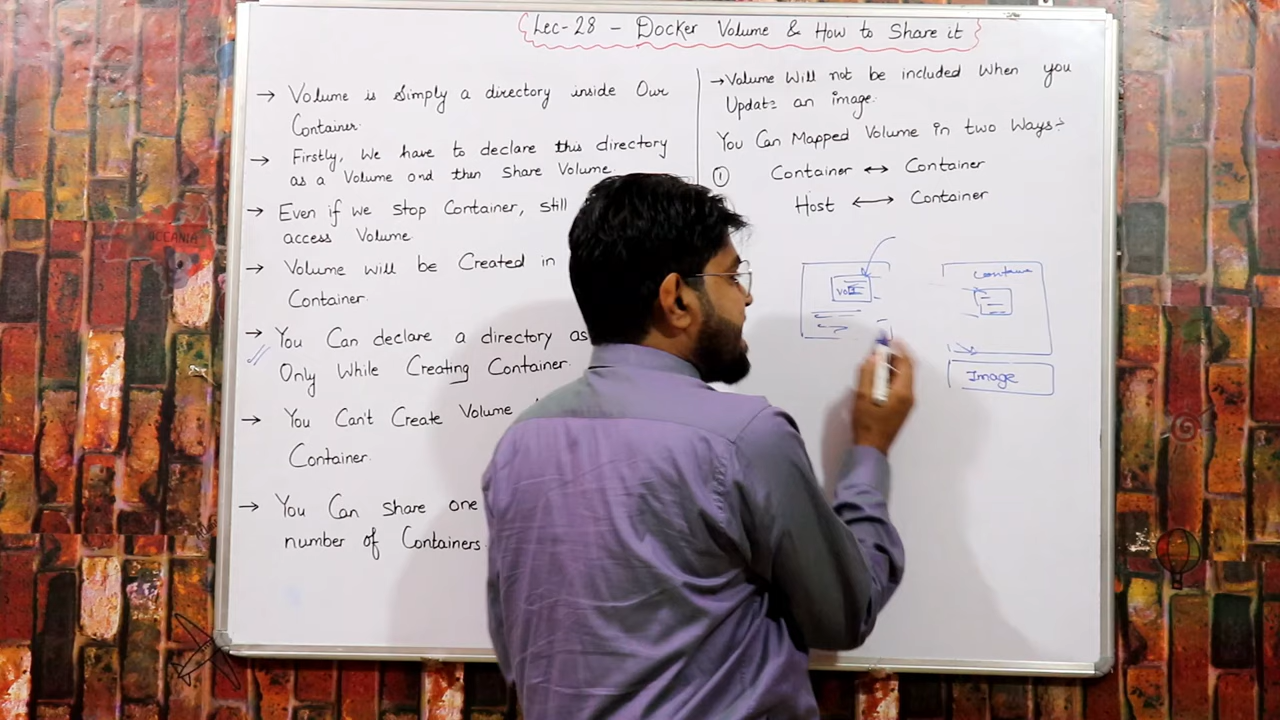 Lec-28 - Docker Volume & How to Share it
→ Volume is Simply a directory inside Our
Container.
→ Firstly, We have to declare this directory
as a Volume and then Share Volume
→ Even if we stop Container, still
access Volume
→ Volume will be Created in
Container.
→ You Can declare a directory as
Only While Creating Container.
→ You Can't Create Volume
Container.
→ You Can share one
number of Containers.
→ Volume Will not be included When you
Update an image.
You Can Mapped Volume in two Ways:-
① Container ↔ Container
Host ↔ Container
Image
OCEANIA